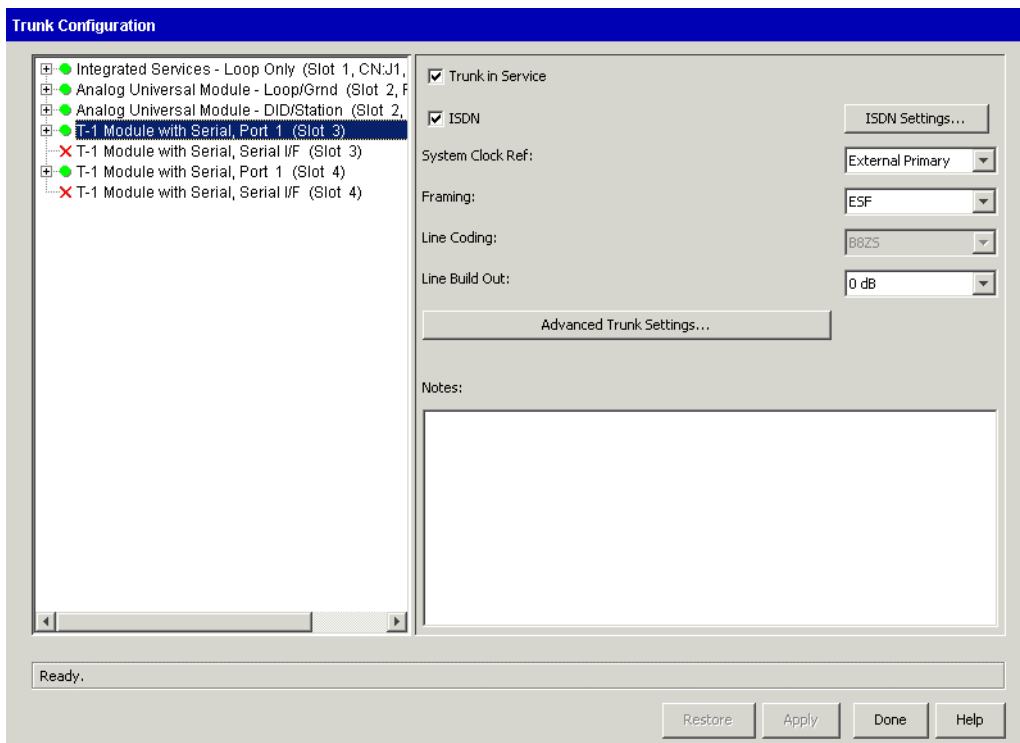 Trunk Configuration
Integrated Services - Loop Only (Slot 1, CN:J1,
Analog Universal Module - Loop/Grnd (Slot 2, F
Analog Universal Module - DID/Station (Slot 2,
T-1 Module with Serial, Port 1 (Slot 3)
T-1 Module with Serial, Serial I/F (Slot 3)
T-1 Module with Serial, Port 1 (Slot 4)
T-1 Module with Serial, Serial I/F (Slot 4)
Trunk in Service
ISDN
ISDN Settings...
System Clock Ref:
External Primary
Framing:
ESF
Line Coding:
B8ZS
Line Build Out:
0 dB
Advanced Trunk Settings...
Notes:
Ready.
Restore
Apply
Done
Help